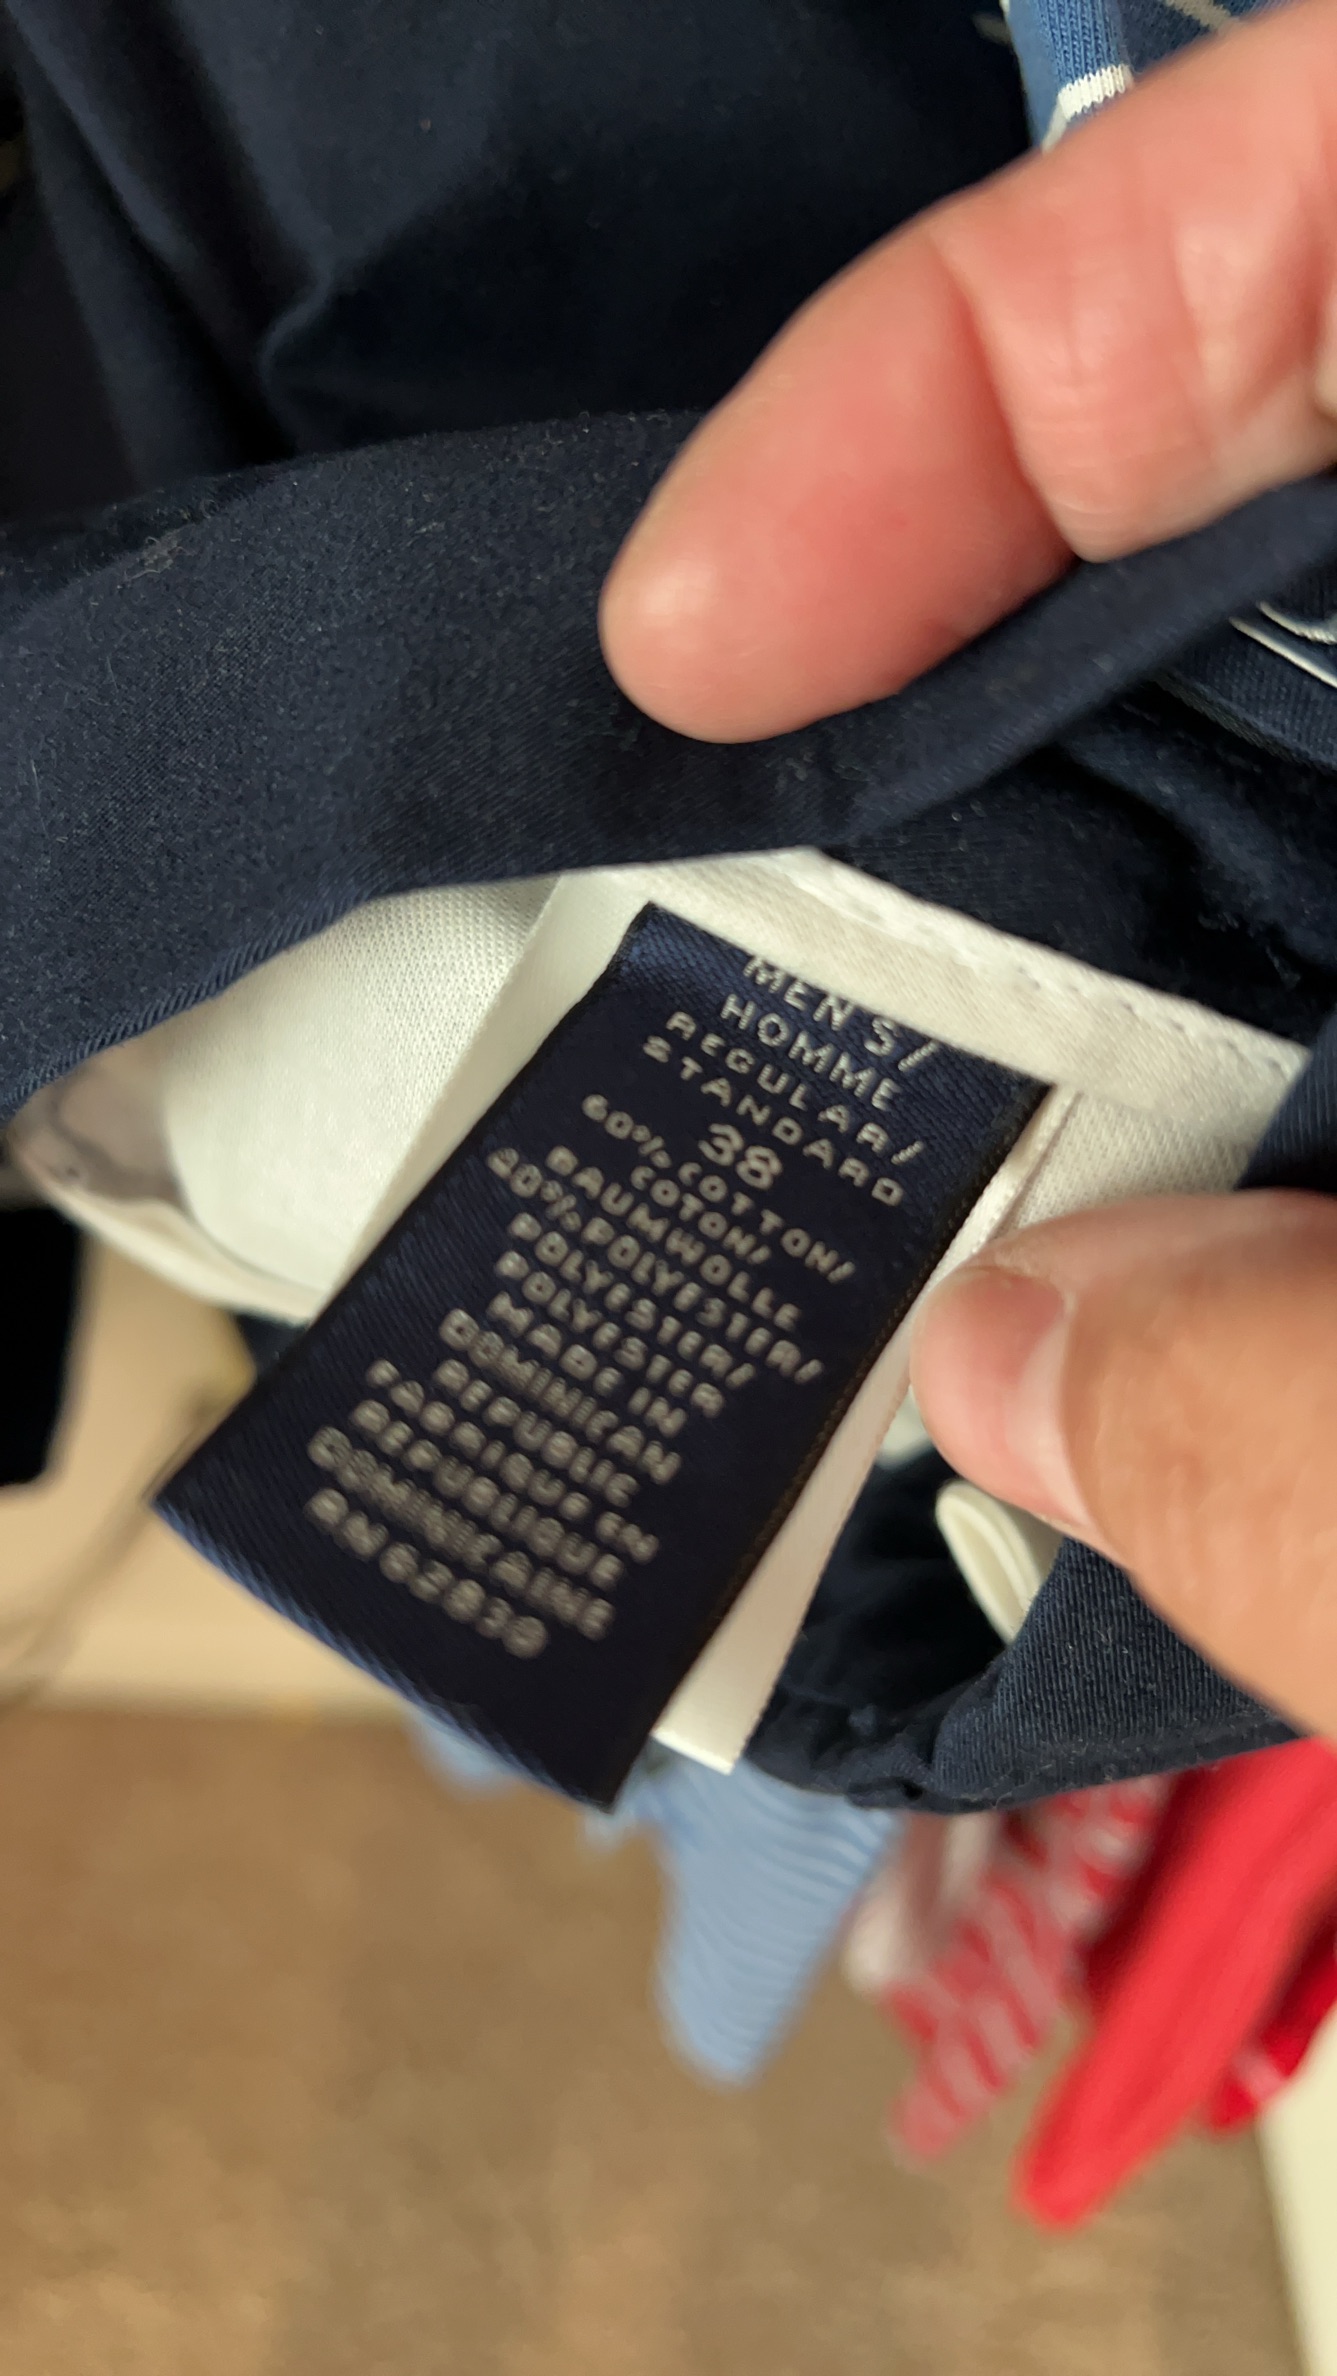 MEN'S/
HOMME
REGULAR/
STANDARD
38
60% COTTON/
COTON/
BAUMWOLLE
40% POLYESTER/
POLYESTER/
POLYESTER
MADE IN
DOMINICAN
REPUBLIC
FABRIQUE EN
REPUBLIQUE
DOMINICAINE